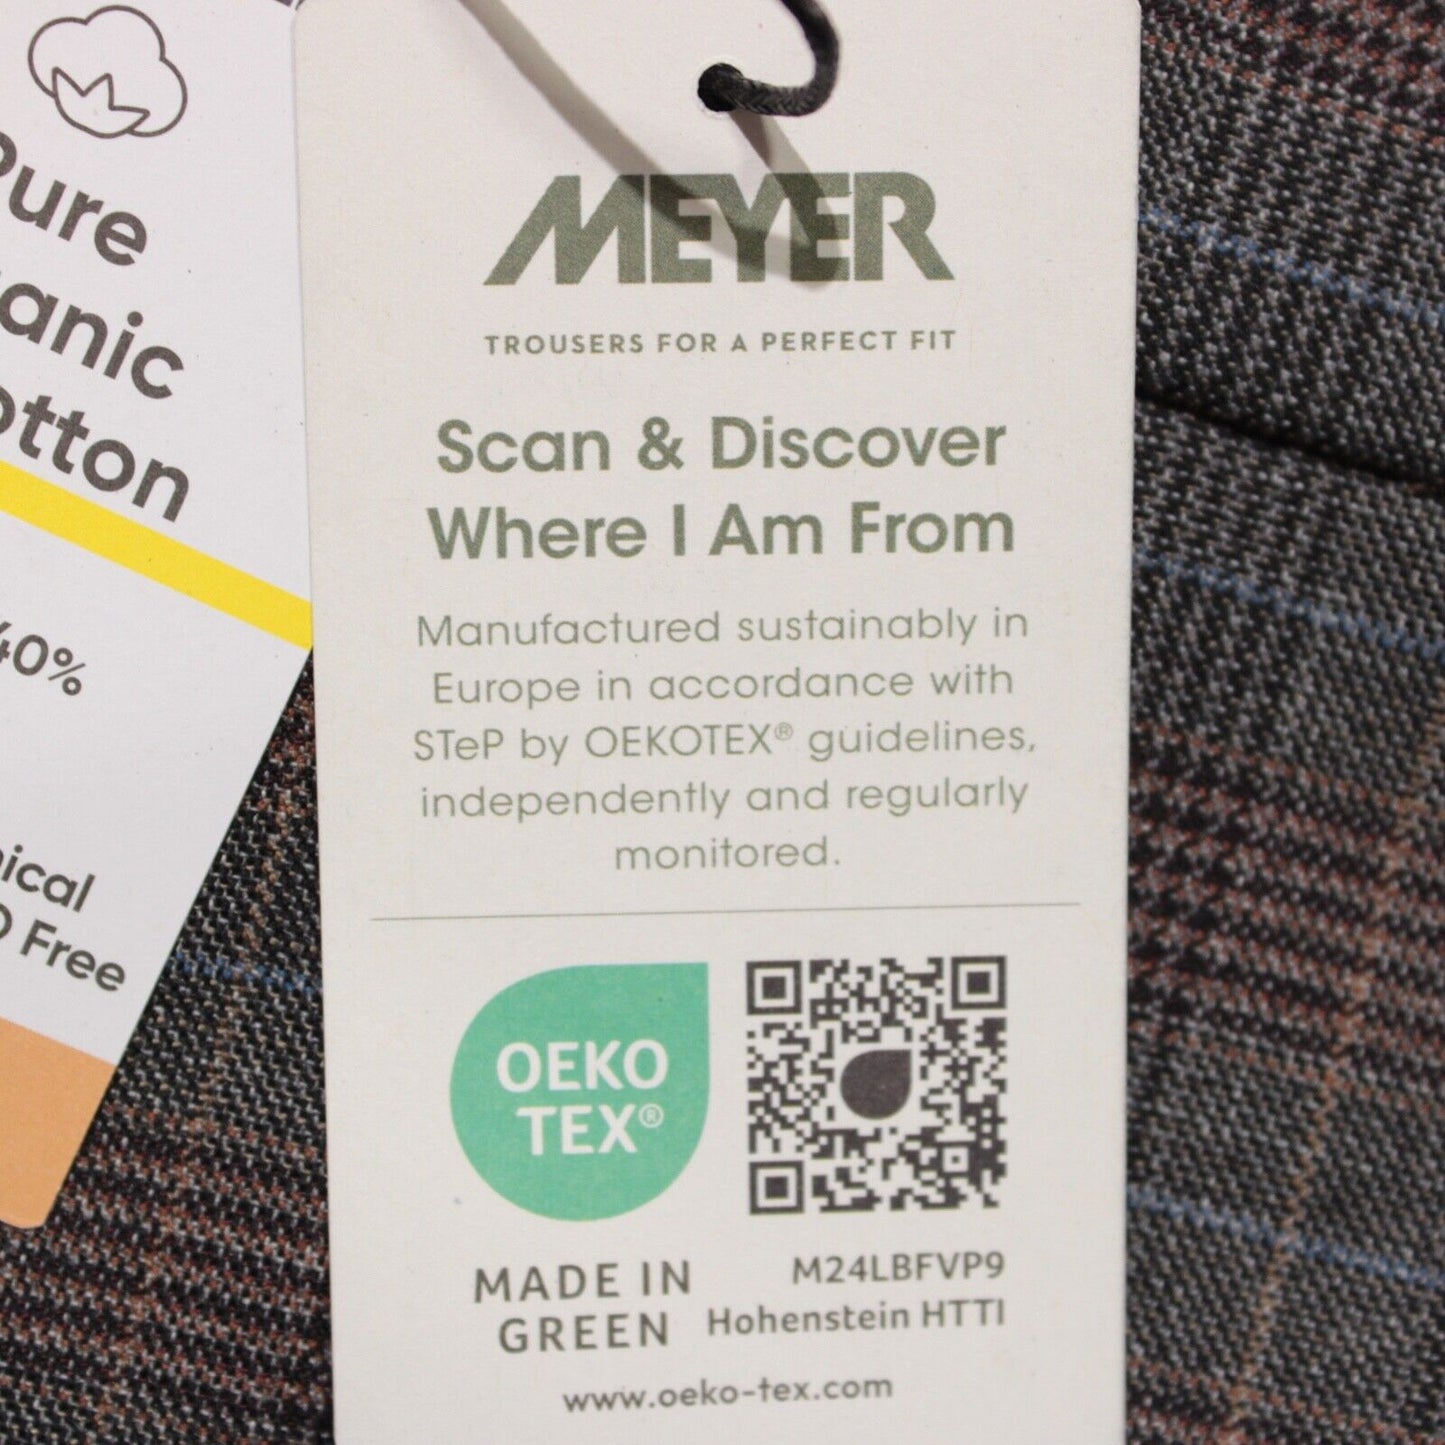 Pure
anic
otton
40%
ical
Free
MEYER
TROUSERS FOR A PERFECT FIT
Scan & Discover
Where I Am From
Manufactured sustainably in
Europe in accordance with
STeP by OEKOTEX® guidelines,
independently and regularly
monitored.
OEKO
TEX®
MADE IN
GREEN
M24LBFVP9
Hohenstein HTTI
www.oeko-tex.com